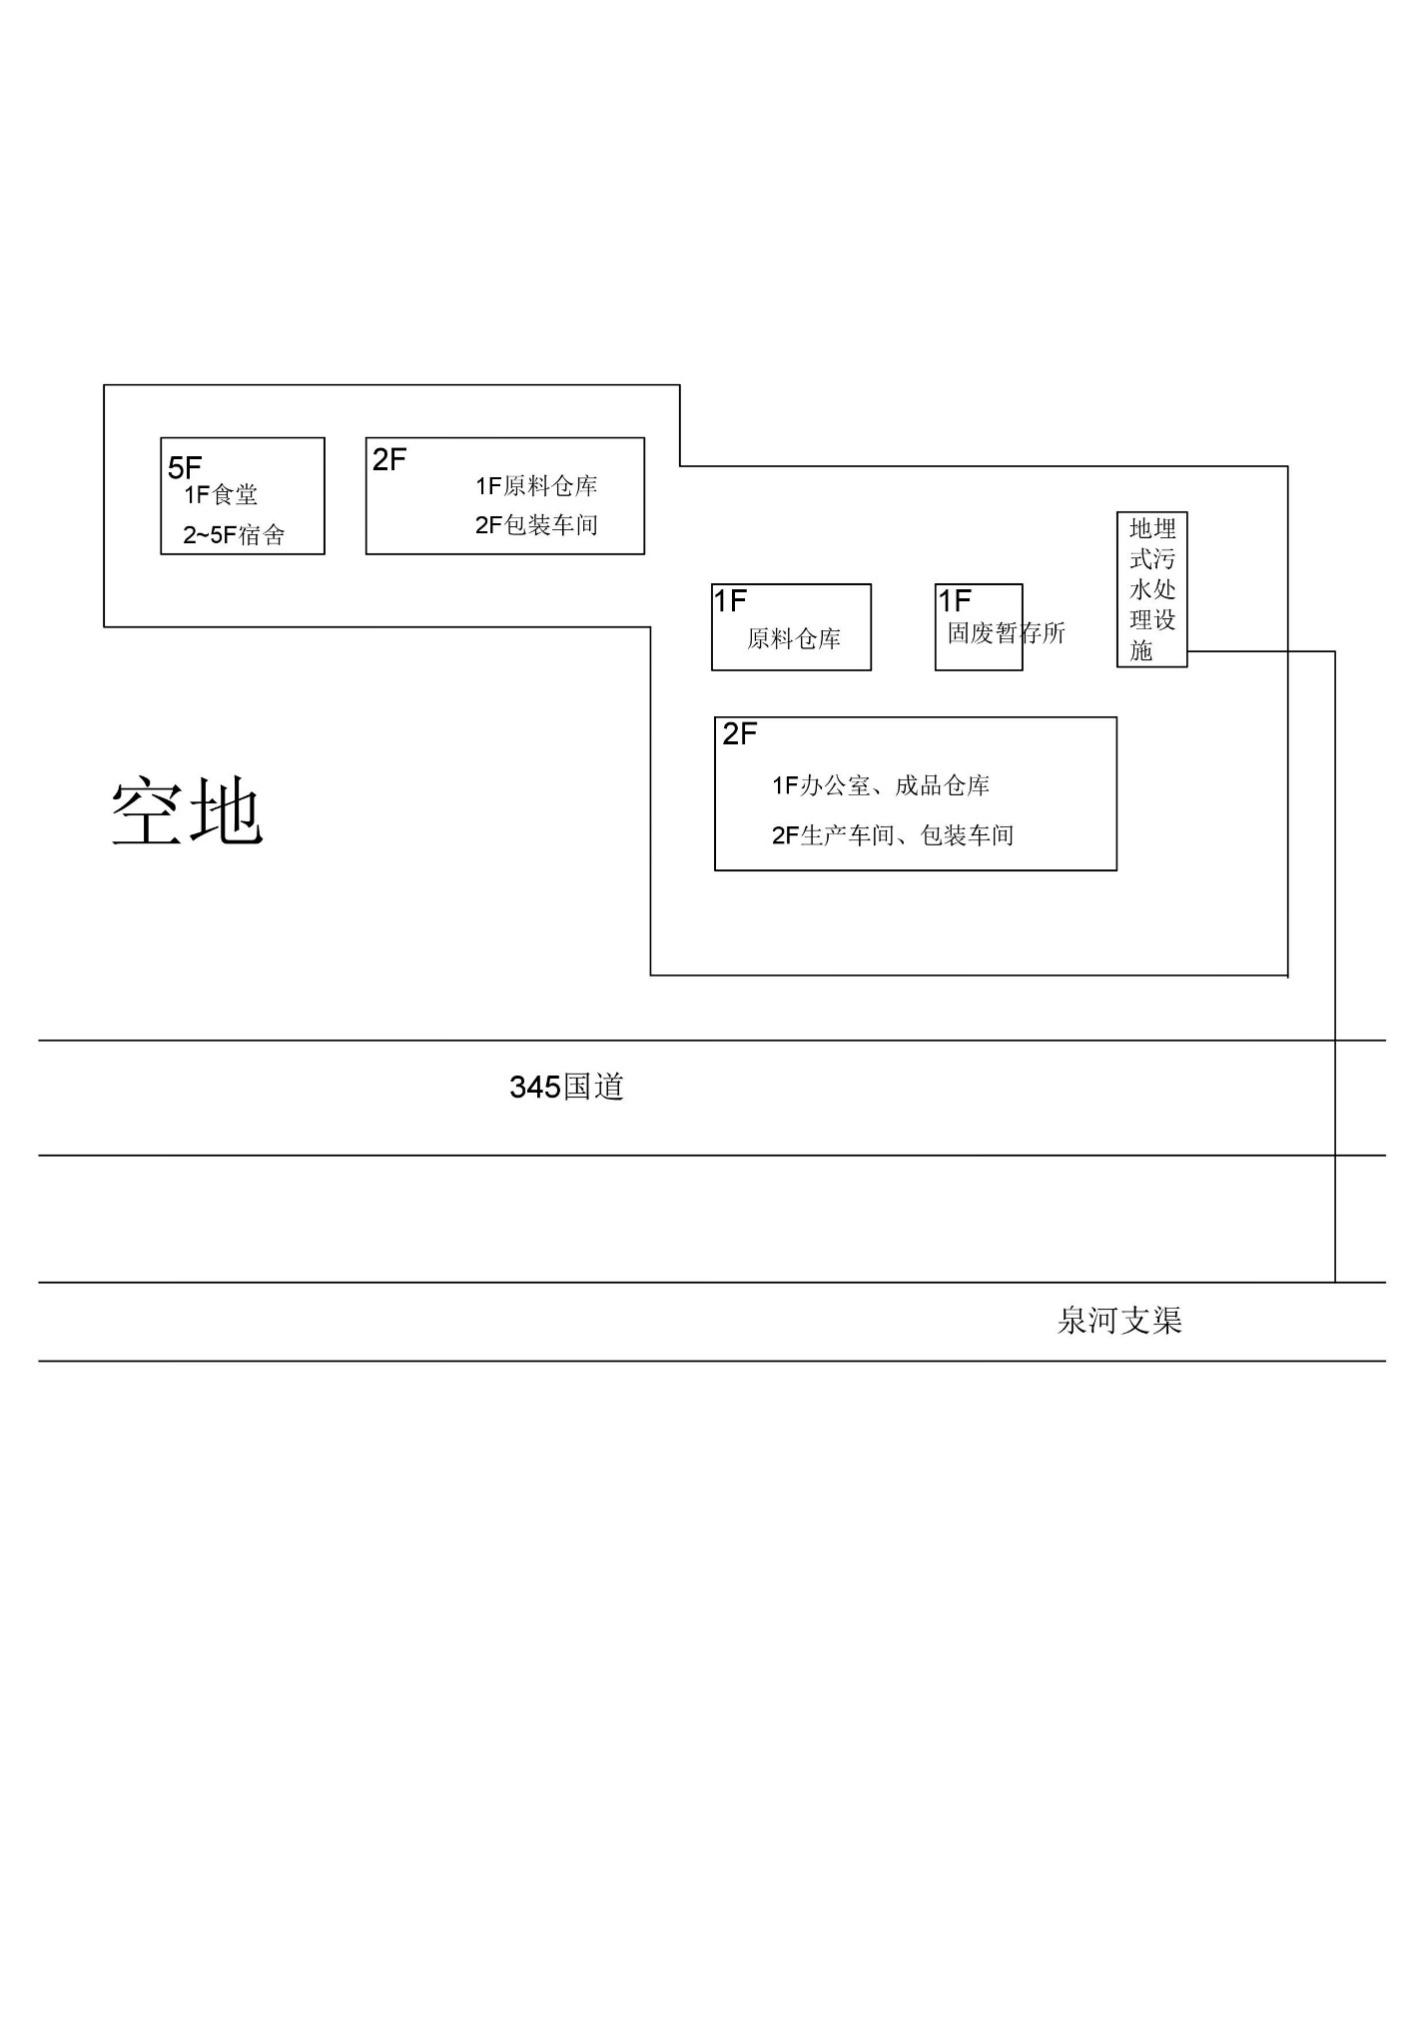 5F
1F食堂
2~5F宿舍
2F
1F原料仓库
2F包装车间
地埋
式污
水处
理设
施
1F
原料仓库
1F
固废暂存所
2F
1F办公室、成品仓库
2F生产车间、包装车间
空地
345国道
泉河支渠